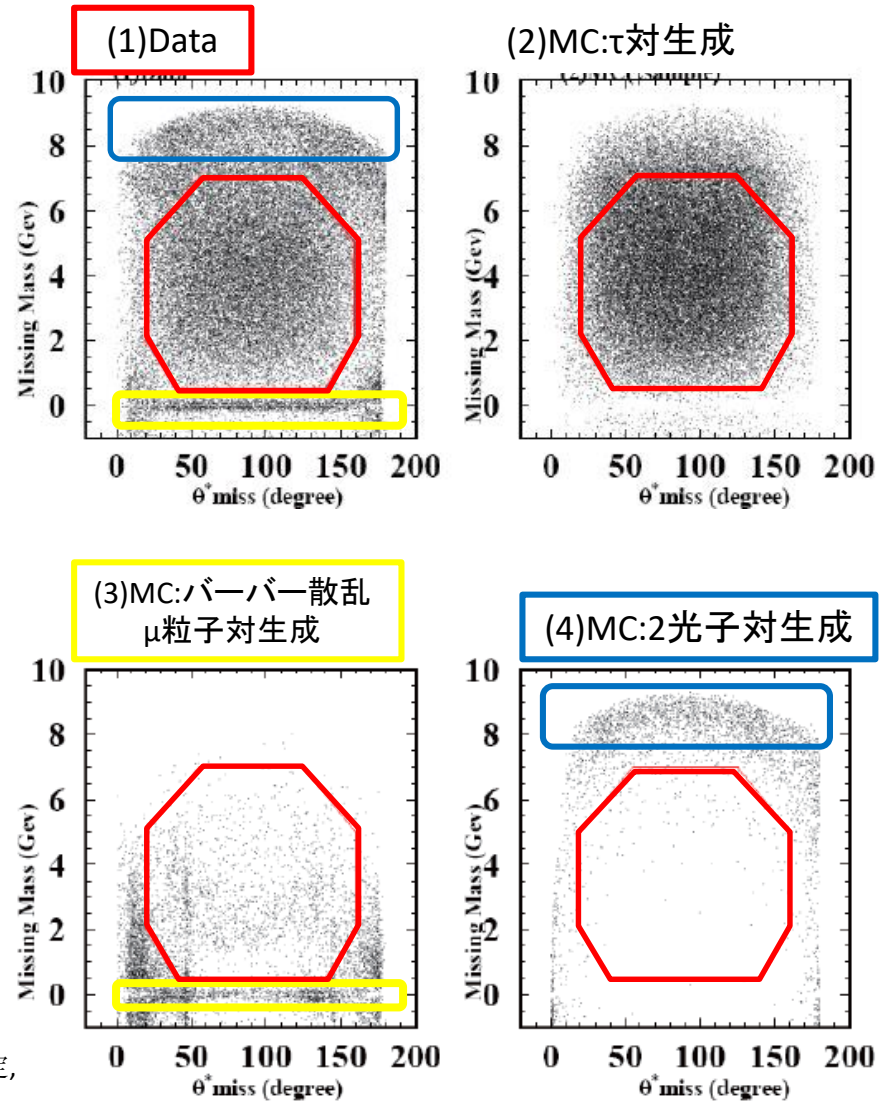 (1)Data
(2)MC:τ対生成
10
8
6
4
2
0
Missing Mass (Gev)
0 50 100 150 200
θ*miss (degree)
10
8
6
4
2
0
Missing Mass (Gev)
0 50 100 150 200
θ*miss (degree)
(3)MC:バーバー散乱
μ粒子対生成
(4)MC:2光子対生成
10
8
6
4
2
0
Missing Mass (Gev)
0 50 100 150 200
θ*miss (degree)
10
8
6
4
2
0
Missing Mass (Gev)
0 50 100 150 200
θ*miss (degree)